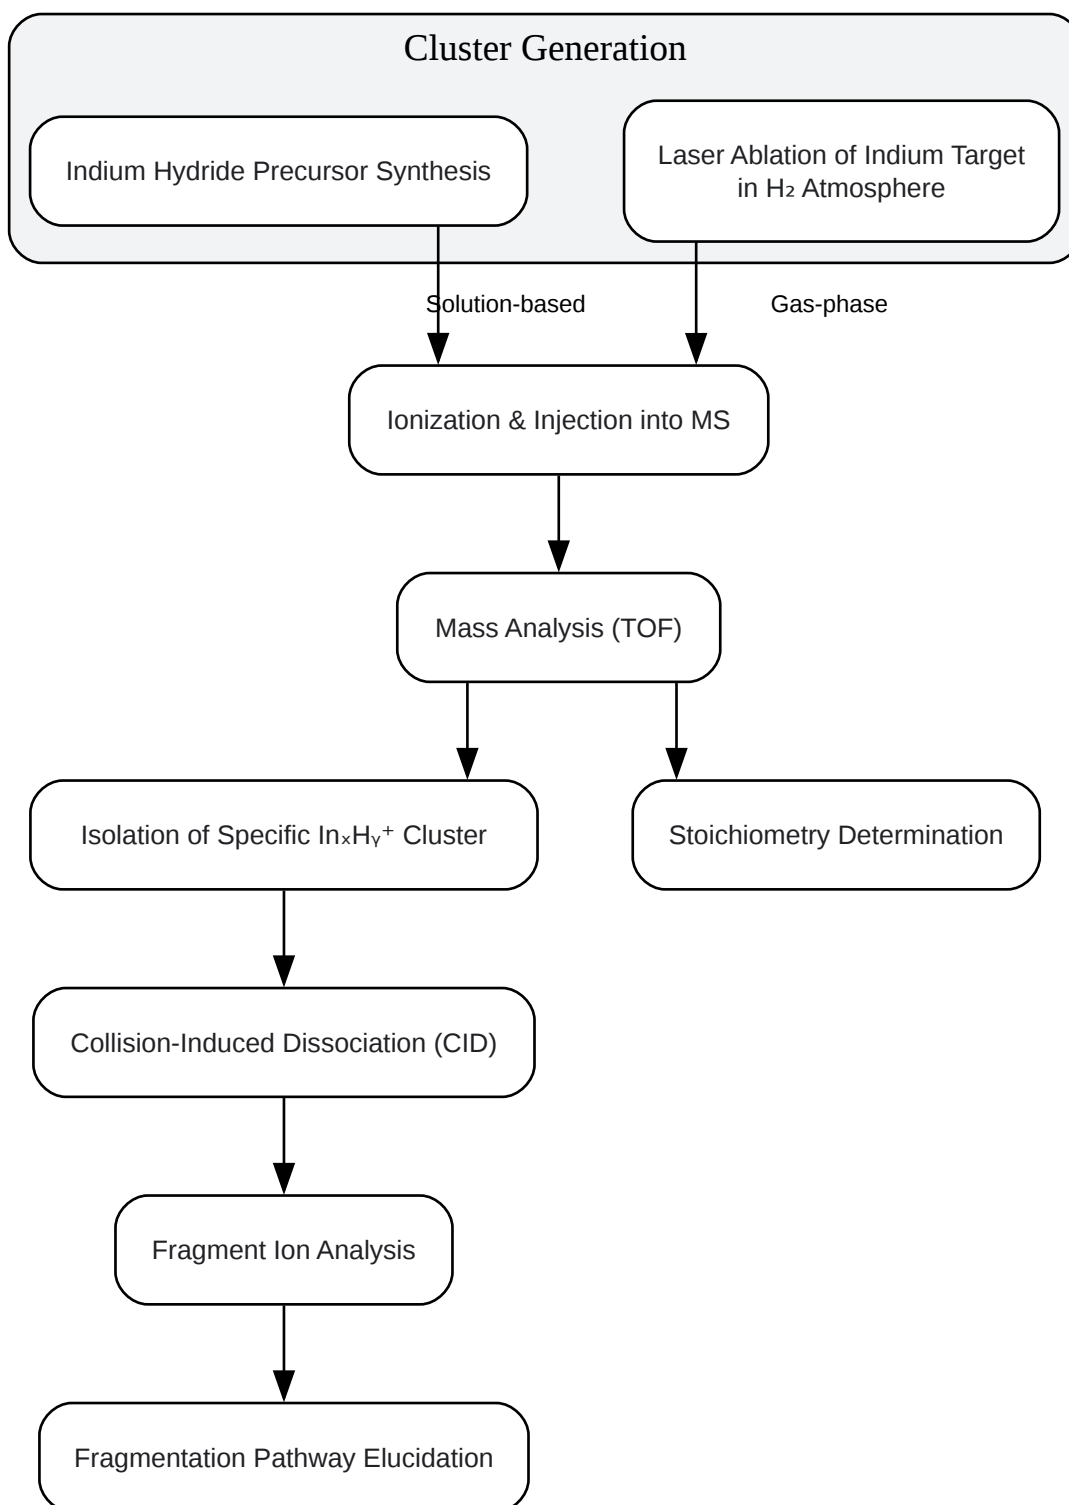 Cluster Generation
Indium Hydride Precursor Synthesis
Laser Ablation of Indium Target
in H₂ Atmosphere
Solution-based
Gas-phase
Ionization & Injection into MS
Mass Analysis (TOF)
Isolation of Specific InₓHᵧ⁺ Cluster
Stoichiometry Determination
Collision-Induced Dissociation (CID)
Fragment Ion Analysis
Fragmentation Pathway Elucidation